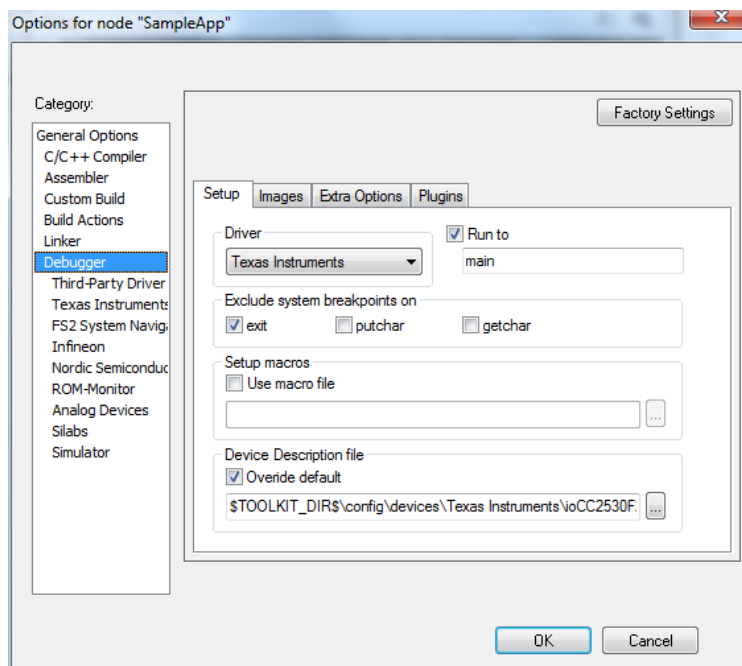 Options for node "SampleApp"
x
Category:
Factory Settings
General Options
C/C++ Compiler
Assembler
Custom Build
Build Actions
Linker
Debugger
Third-Party Driver
Texas Instruments
FS2 System Navig
Infineon
Nordic Semiconduc
ROM-Monitor
Analog Devices
Silabs
Simulator
Setup Images Extra Options Plugins
Driver
Texas Instruments
Run to
main
Exclude system breakpoints on
exit putchar getchar
Setup macros
Use macro file
...
Device Description file
Overide default
$TOOLKIT_DIR$\config\devices\Texas Instruments\ioCC2530F. ...
OK Cancel